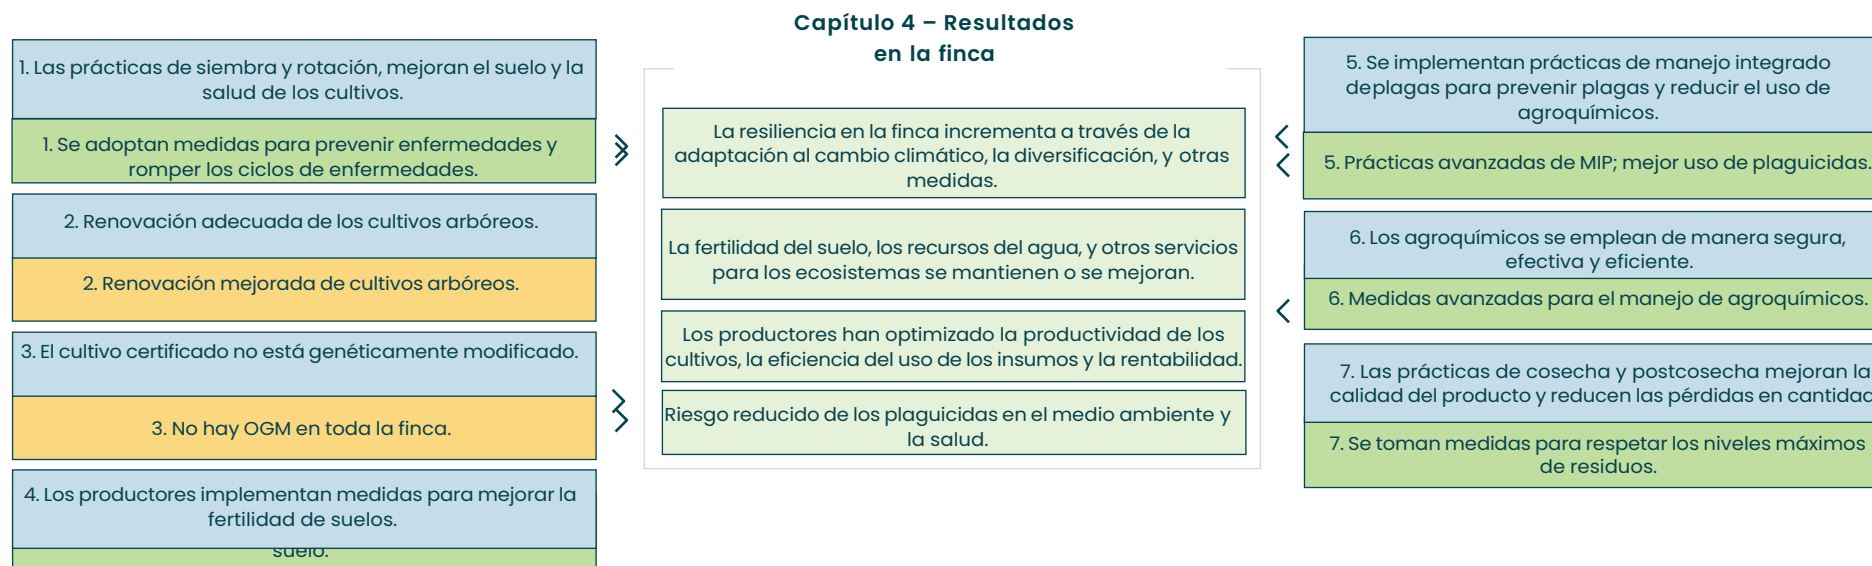 Capítulo 4 – Resultados
en la finca
1. Las prácticas de siembra y rotación, mejoran el suelo y la
salud de los cultivos.
1. Se adoptan medidas para prevenir enfermedades y
romper los ciclos de enfermedades.
2. Renovación adecuada de los cultivos arbóreos.
2. Renovación mejorada de cultivos arbóreos.
3. El cultivo certificado no está genéticamente modificado.
3. No hay OGM en toda la finca.
4. Los productores implementan medidas para mejorar la
fertilidad de suelos.
suelo.
La resiliencia en la finca incrementa a través de la
adaptación al cambio climático, la diversificación, y otras
medidas.
La fertilidad del suelo, los recursos del agua, y otros servicios
para los ecosistemas se mantienen o se mejoran.
Los productores han optimizado la productividad de los
cultivos, la eficiencia del uso de los insumos y la rentabilidad.
Riesgo reducido de los plaguicidas en el medio ambiente y
la salud.
5. Se implementan prácticas de manejo integrado
deplagas para prevenir plagas y reducir el uso de
agroquímicos.
5. Prácticas avanzadas de MIP; mejor uso de plaguicidas.
6. Los agroquímicos se emplean de manera segura,
efectiva y eficiente.
6. Medidas avanzadas para el manejo de agroquímicos.
7. Las prácticas de cosecha y postcosecha mejoran la
calidad del producto y reducen las pérdidas en cantidad
7. Se toman medidas para respetar los niveles máximos
de residuos.